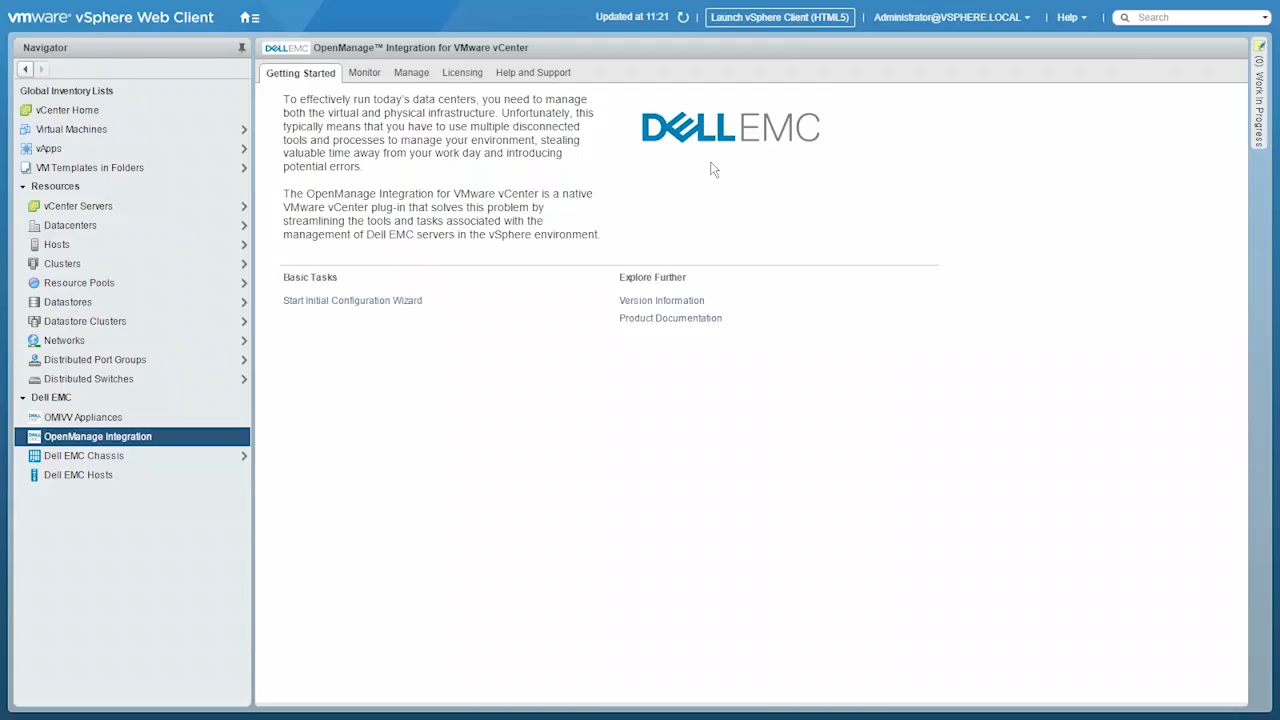 vmware® vSphere Web Client
Updated at 11:21
Launch vSphere Client (HTML5)
Administrator@VSPHERE.LOCAL
Help
Search
Navigator
Global Inventory Lists
vCenter Home
Virtual Machines
vApps
VM Templates in Folders
Resources
vCenter Servers
Datacenters
Hosts
Clusters
Resource Pools
Datastores
Datastore Clusters
Networks
Distributed Port Groups
Distributed Switches
Dell EMC
OMIVV Appliances
OpenManage Integration
Dell EMC Chassis
Dell EMC Hosts
DELLEMC OpenManage™ Integration for VMware vCenter
Getting Started
Monitor
Manage
Licensing
Help and Support
To effectively run today's data centers, you need to manage
both the virtual and physical infrastructure. Unfortunately, this
typically means that you have to use multiple disconnected
tools and processes to manage your environment, stealing
valuable time away from your work day and introducing
potential errors.
The OpenManage Integration for VMware vCenter is a native
VMware vCenter plug-in that solves this problem by
streamlining the tools and tasks associated with the
management of Dell EMC servers in the vSphere environment.
DELLEMC
Basic Tasks
Start Initial Configuration Wizard
Explore Further
Version Information
Product Documentation
(0) Work in Progress